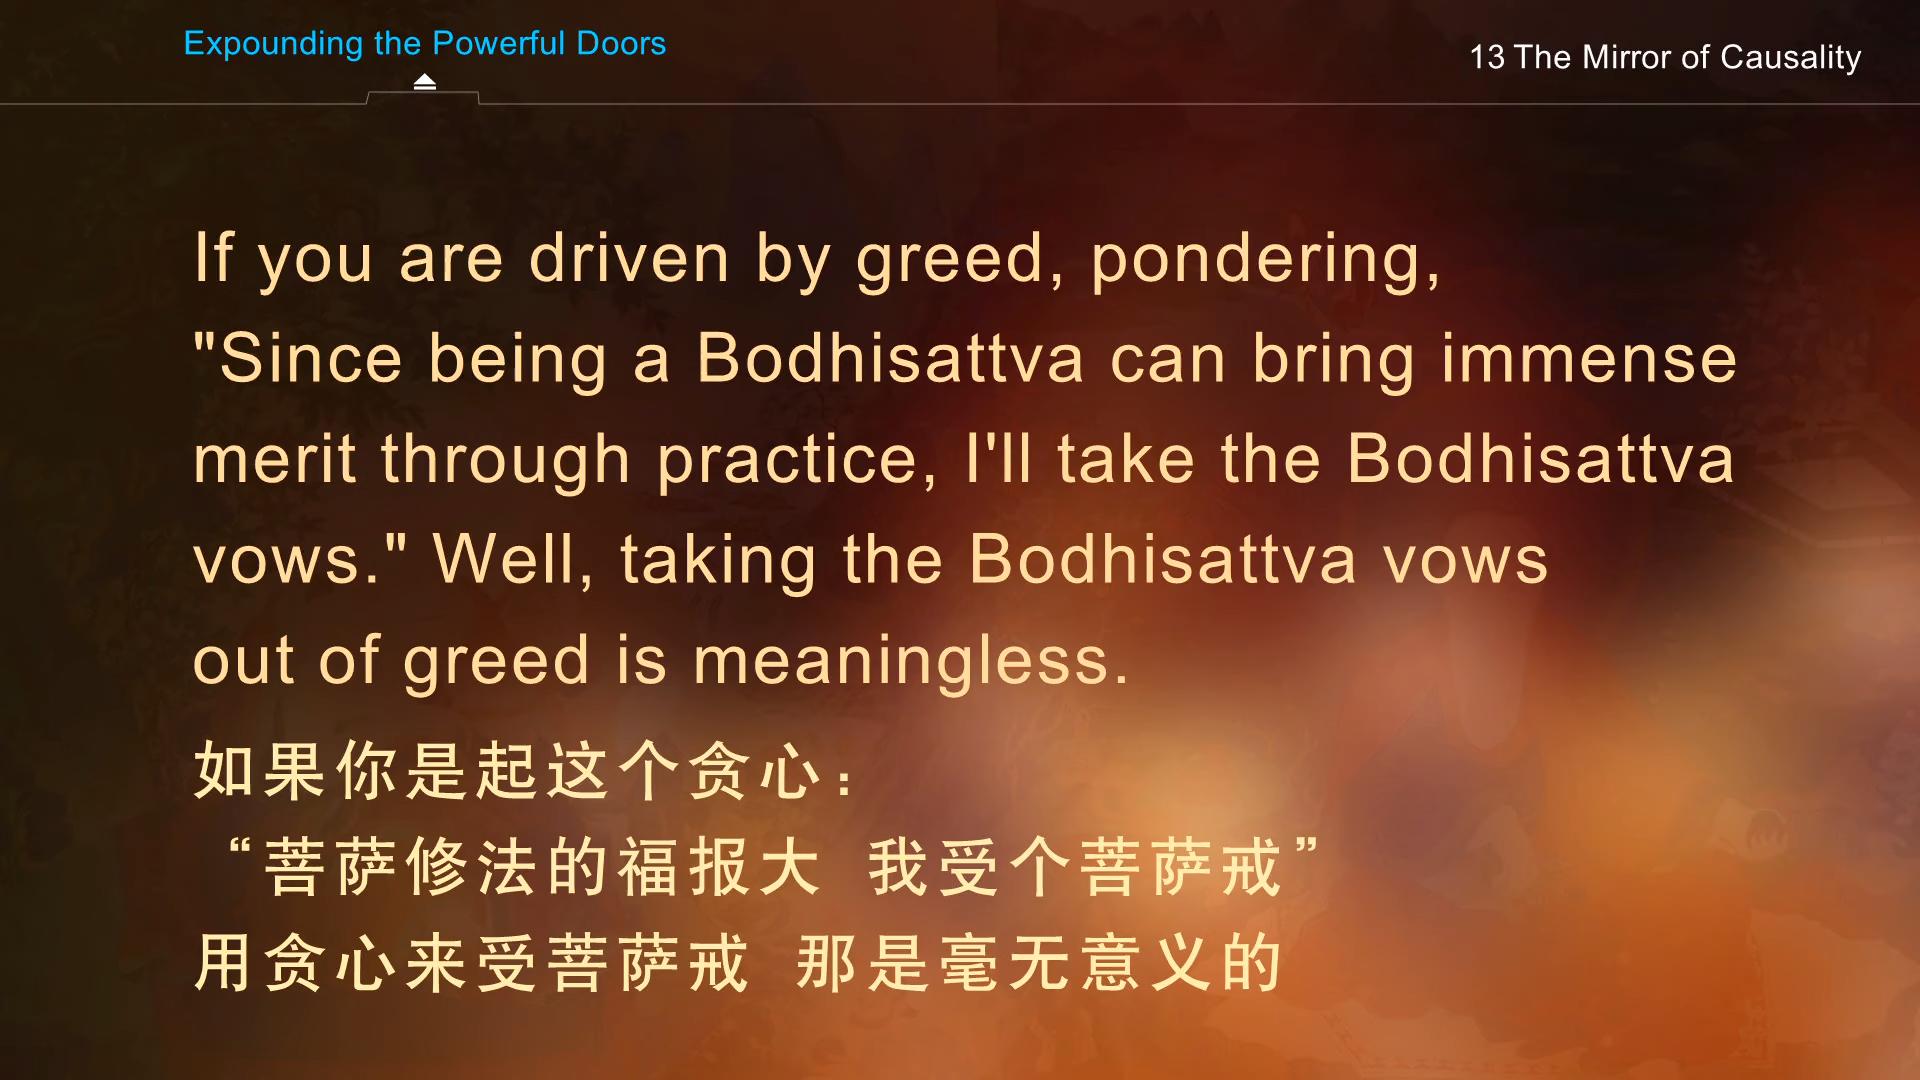 Expounding the Powerful Doors
13 The Mirror of Causality
If you are driven by greed, pondering,
"Since being a Bodhisattva can bring immense
merit through practice, I'll take the Bodhisattva
vows." Well, taking the Bodhisattva vows
out of greed is meaningless.
如果你是起这个贪心：
“菩萨修法的福报大 我受个菩萨戒”
用贪心来受菩萨戒 那是毫无意义的